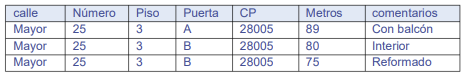 calle Número Piso Puerta CP Metros comentarios
Mayor 25 3 A 28005 89 Con balcón
Mayor 25 3 B 28005 80 Interior
Mayor 25 3 B 28005 75 Reformado